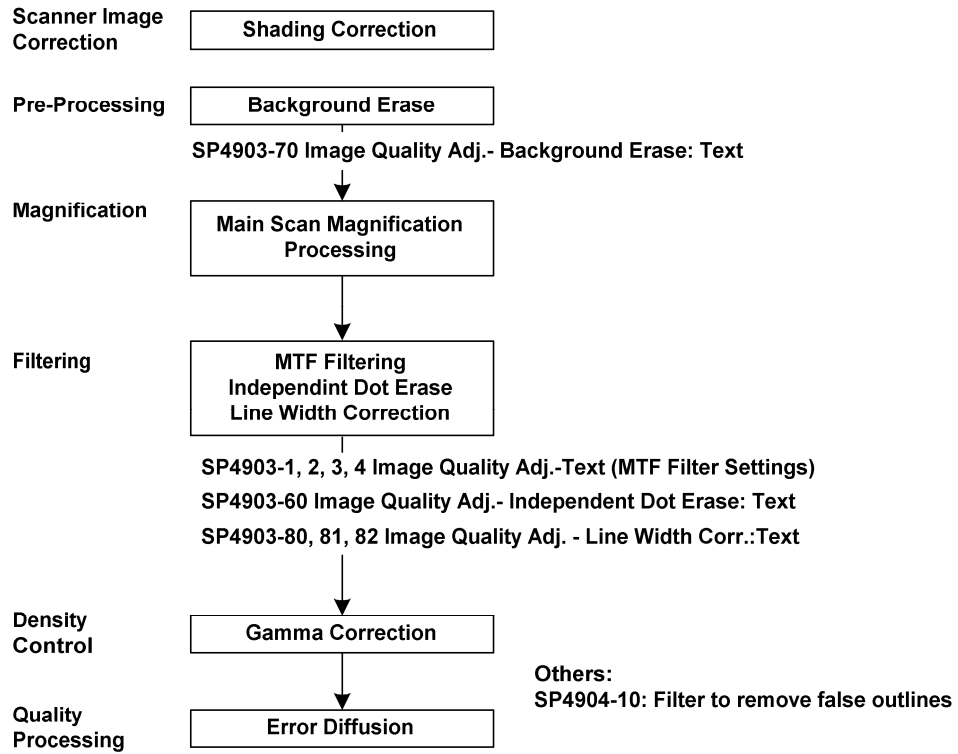 Scanner Image
Correction
Shading Correction
Pre-Processing
Background Erase
SP4903-70 Image Quality Adj.- Background Erase: Text
Magnification
Main Scan Magnification
Processing
Filtering
MTF Filtering
Independint Dot Erase
Line Width Correction
SP4903-1, 2, 3, 4 Image Quality Adj.-Text (MTF Filter Settings)
SP4903-60 Image Quality Adj.- Independent Dot Erase: Text
SP4903-80, 81, 82 Image Quality Adj. - Line Width Corr.:Text
Density
Control
Gamma Correction
Others:
SP4904-10: Filter to remove false outlines
Quality
Processing
Error Diffusion